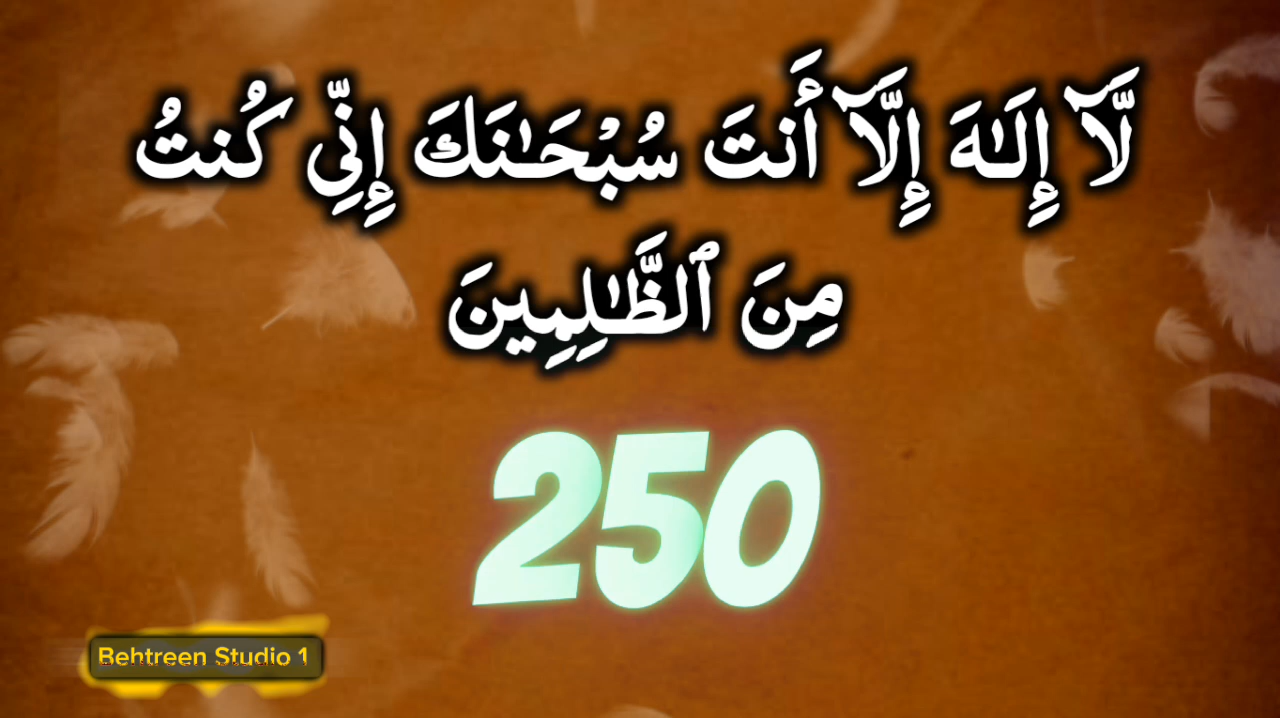 لَّآ إِلَـٰهَ إِلَّآ أَنتَ سُبْحَـٰنَكَ إِنِّى كُنتُ
مِنَ ٱلظَّـٰلِمِينَ
250
Behtreen Studio 1